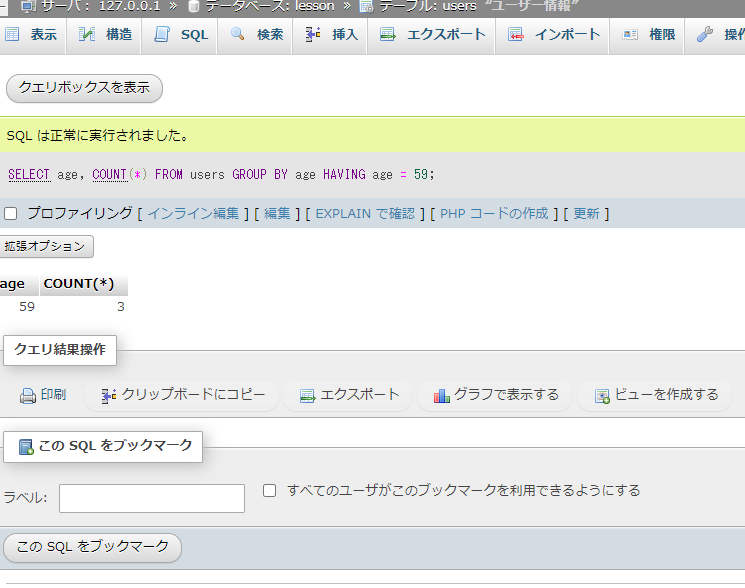 サーバ: 127.0.0.1 » データベース: lesson » テーブル: users “ユーザー情報”
表示 構造 SQL 検索 挿入 エクスポート インポート 権限 操作
クエリボックスを表示
SQL は正常に実行されました。
SELECT age, COUNT(*) FROM users GROUP BY age HAVING age = 59;
プロファイリング [ インライン編集 ] [ 編集 ] [ EXPLAIN で確認 ] [ PHP コードの作成 ] [ 更新 ]
拡張オプション
age COUNT(*)
59 3
クエリ結果操作
印刷 クリップボードにコピー エクスポート グラフで表示する ビューを作成する
この SQL をブックマーク
ラベル: すべてのユーザがこのブックマークを利用できるようにする
この SQL をブックマーク